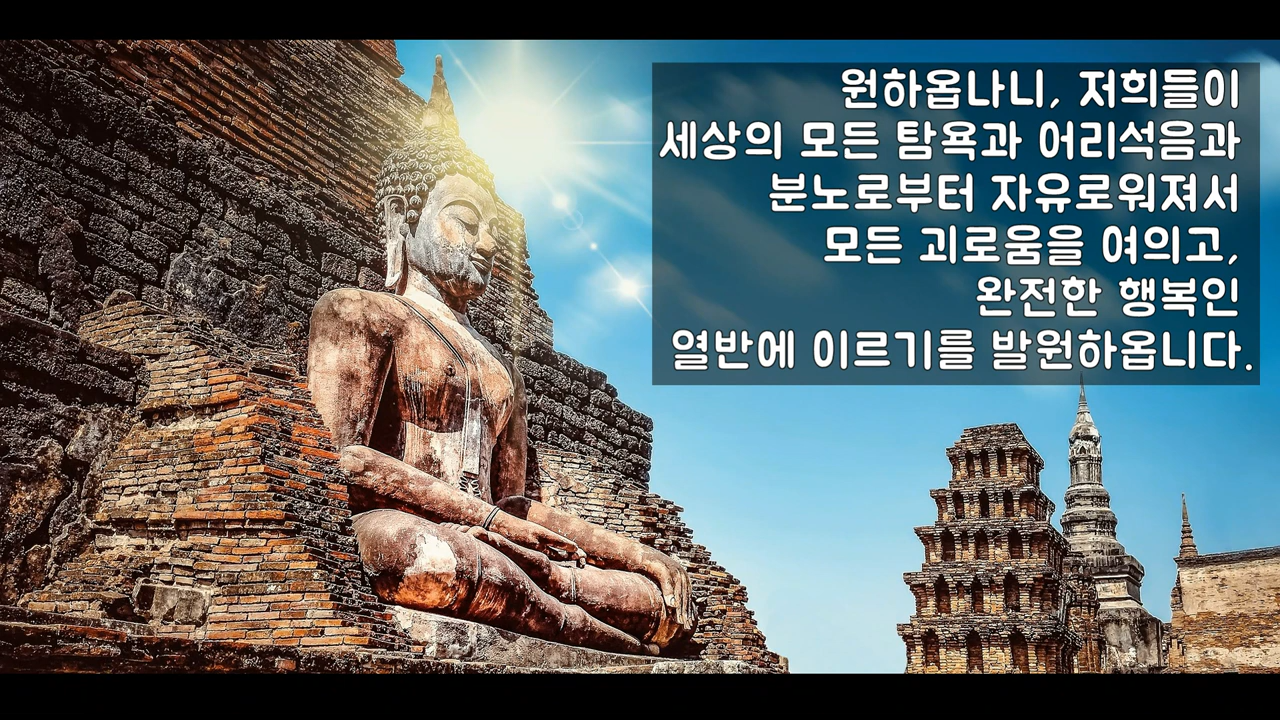 원하옵나니, 저희들이
세상의 모든 탐욕과 어리석음과
분노로부터 자유로워져서
모든 괴로움을 여의고,
완전한 행복인
열반에 이르기를 발원하옵니다.